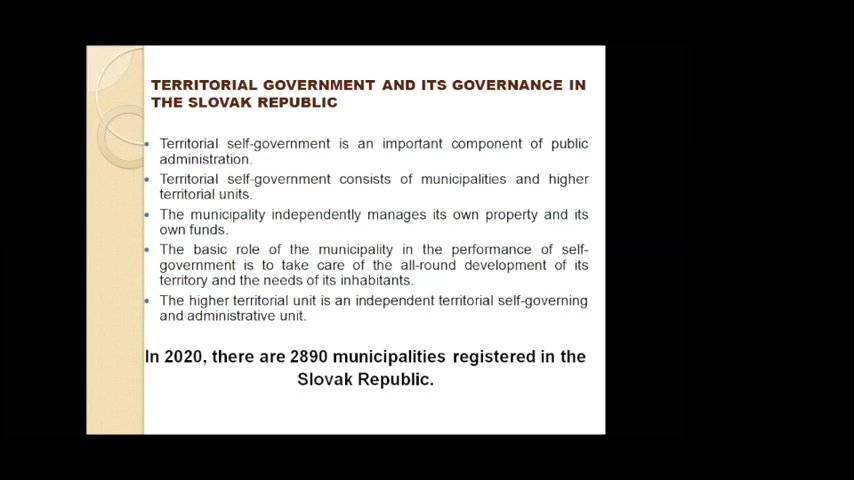 TERRITORIAL GOVERNMENT AND ITS GOVERNANCE IN
THE SLOVAK REPUBLIC
• Territorial self-government is an important component of public
administration.
• Territorial self-government consists of municipalities and higher
territorial units.
• The municipality independently manages its own property and its
own funds.
• The basic role of the municipality in the performance of self-
government is to take care of the all-round development of its
territory and the needs of its inhabitants.
• The higher territorial unit is an independent territorial self-governing
and administrative unit.
In 2020, there are 2890 municipalities registered in the
Slovak Republic.